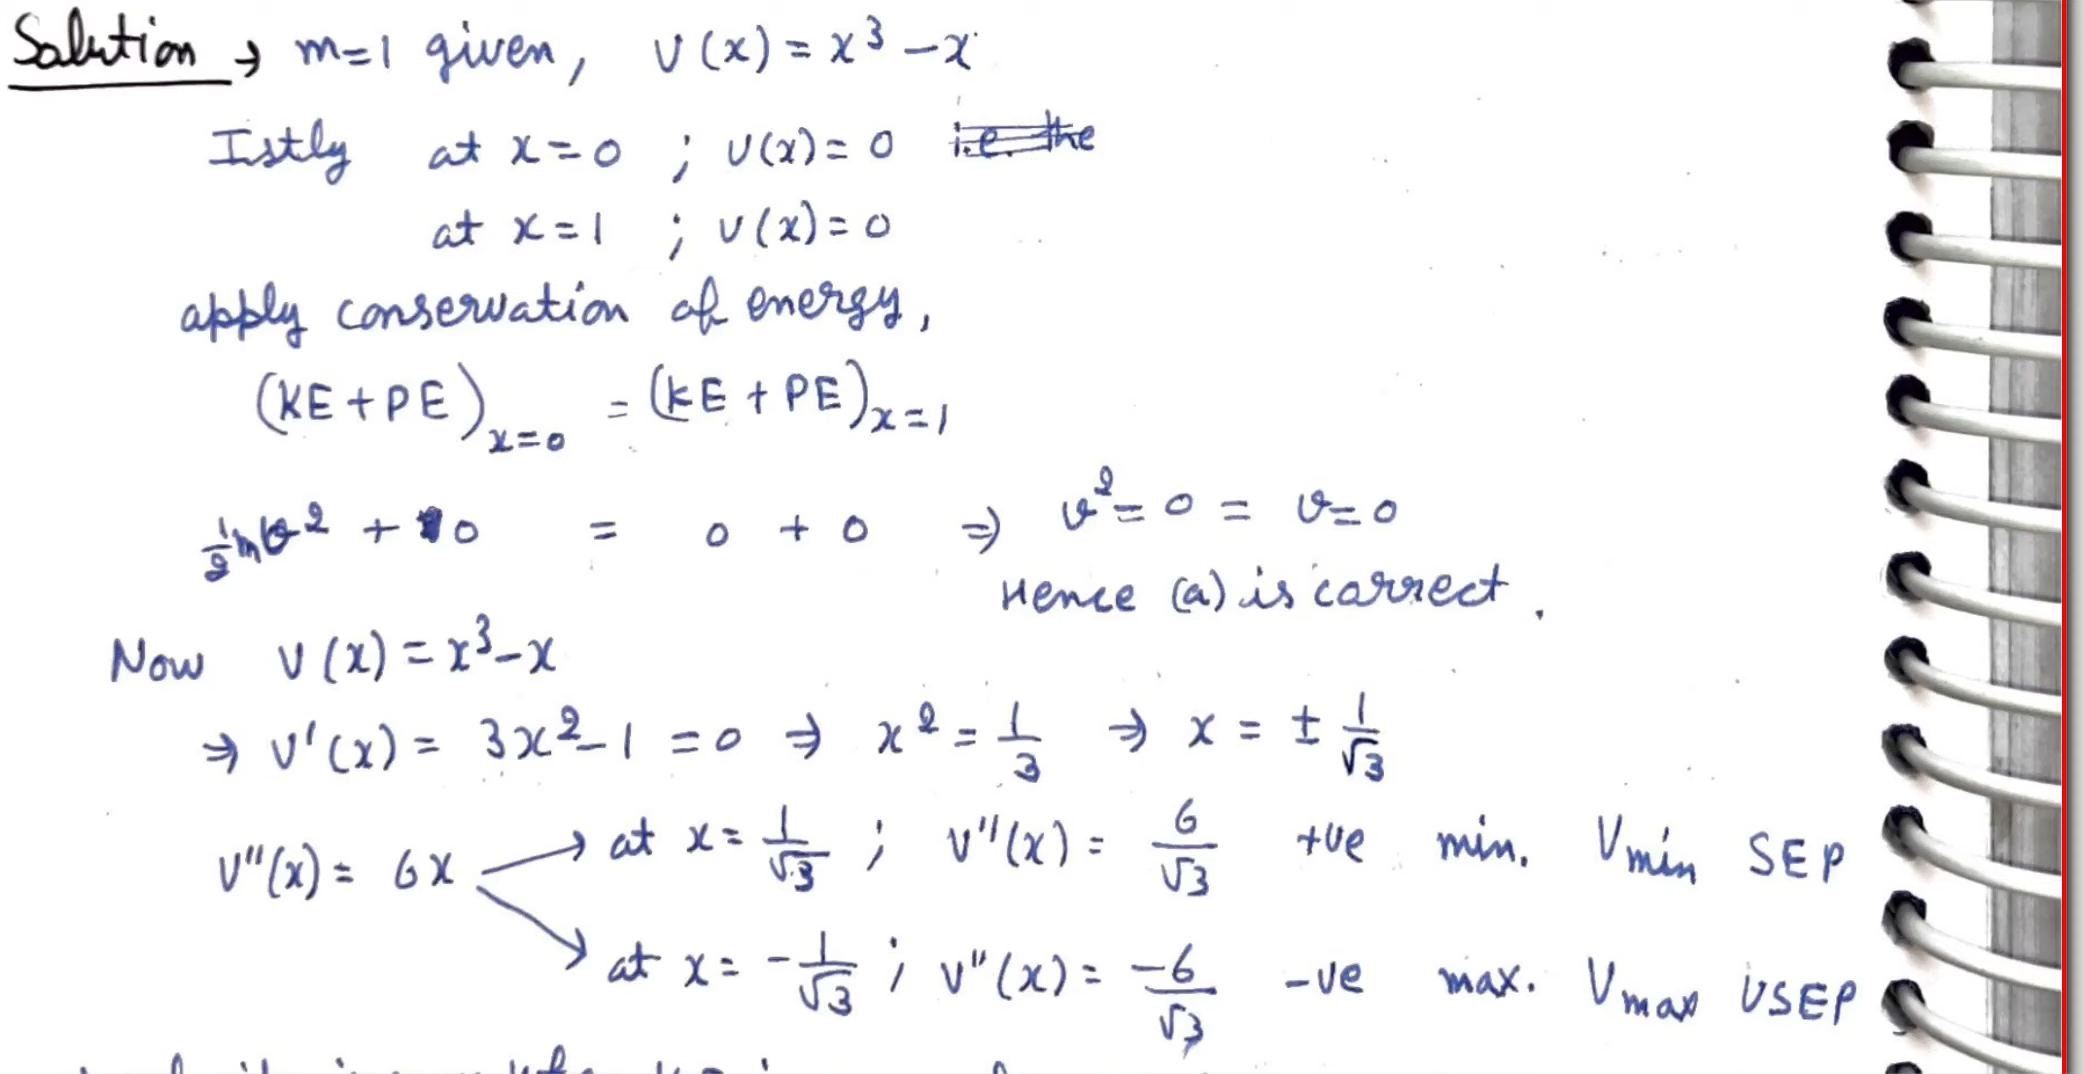 Solution → m=1 given, V(x) = x³ – x
Istly at x=0 ; V(x)= 0 i.e. the
at x=1 ; V(x)=0
apply conservation of energy,
(KE+PE)ₓ₌₀ = (KE + PE)ₓ₌₁
½mv² + 0 = 0 + 0 ⇒ v² = 0 = v=0
Hence (a) is correct.
Now V(x) = x³–x
⇒ V'(x) = 3x²–1 = 0 ⇒ x² = 1/3 ⇒ x = ± 1/√3
V''(x) = 6x → at x= 1/√3 ; V''(x) = 6/√3 +ve min. Vmin SEP
→ at x= -1/√3 ; V''(x) = -6/√3 -ve max. Vmax USEP